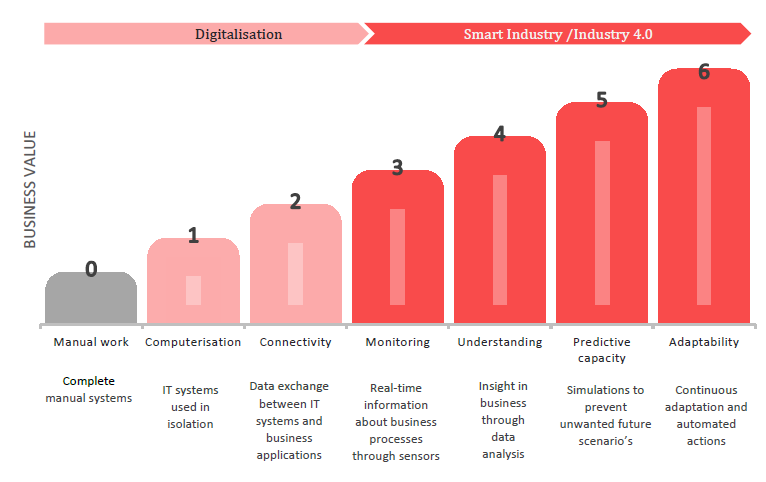 Digitalisation
Smart Industry /Industry 4.0
BUSINESS VALUE
0
1
2
3
4
5
6
Manual work
Computerisation
Connectivity
Monitoring
Understanding
Predictive
capacity
Adaptability
Complete
manual systems
IT systems
used in
isolation
Data exchange
between IT
systems and
business
applications
Real-time
information
about business
processes
through sensors
Insight in
business
through
data
analysis
Simulations to
prevent
unwanted future
scenario's
Continuous
adaptation and
automated
actions